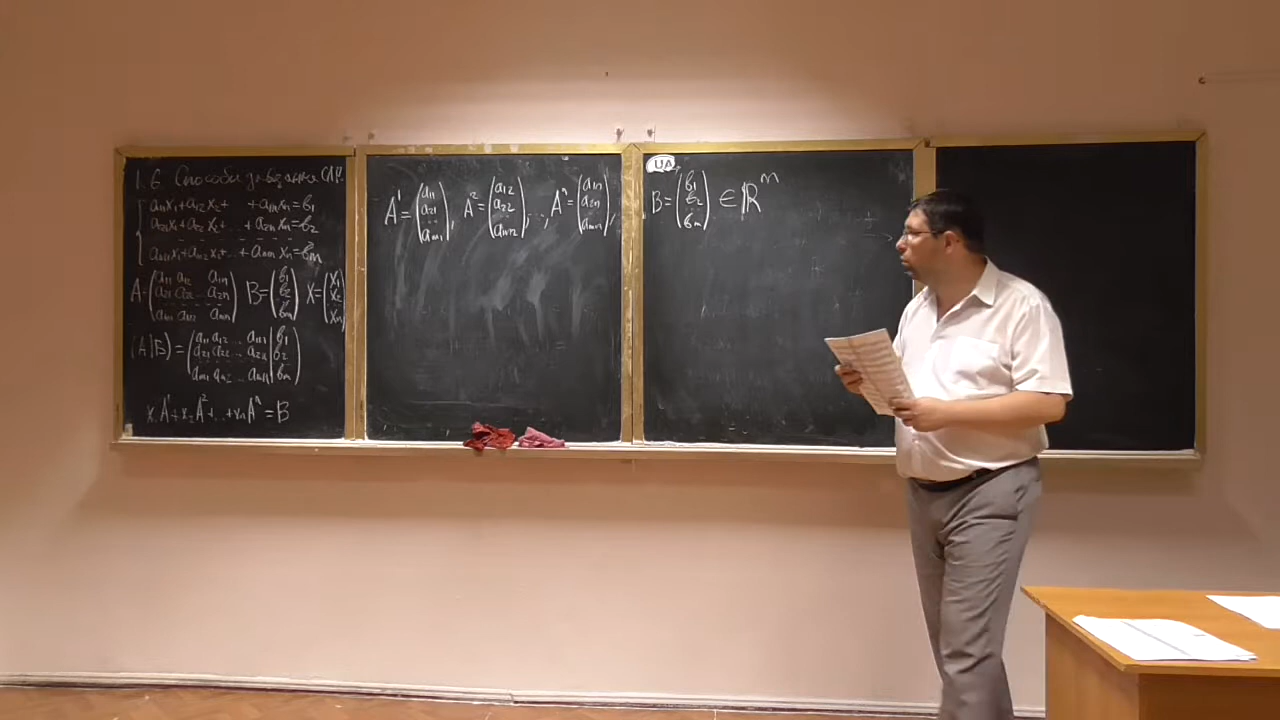 1.6 Способи завдання СЛР.
a₁₁x₁+a₁₂x₂+ +a₁ₙxₙ=b₁
a₂₁x₁+a₂₂x₂+...+a₂ₙxₙ=b₂
aₘ₁x₁+aₘ₂x₂+...+aₘₙxₙ=bₘ
A=(a₁₁ a₁₂ a₁ₙ B=(b₁ X=(x₁
a₂₁ a₂₂ ... a₂ₙ b₂ x₂
aₘ₁ aₘ₂ aₘₙ) bₘ) xₙ)
(A|B)=(a₁₁ a₁₂ ... a₁ₙ|b₁
a₂₁ a₂₂ ... a₂ₙ|b₂
aₘ₁ aₘ₂ ... aₘₙ|bₘ)
x₁A¹+x₂A²+...+xₙAⁿ=B
A¹=(a₁₁ a₂₁ ... aₘ₁), A²=(a₁₂ a₂₂ ... aₘ₂), ..., Aⁿ=(a₁ₙ a₂ₙ ... aₘₙ),
UA
B=(b₁ b₂ ... bₘ) ∈ ℝᵐ